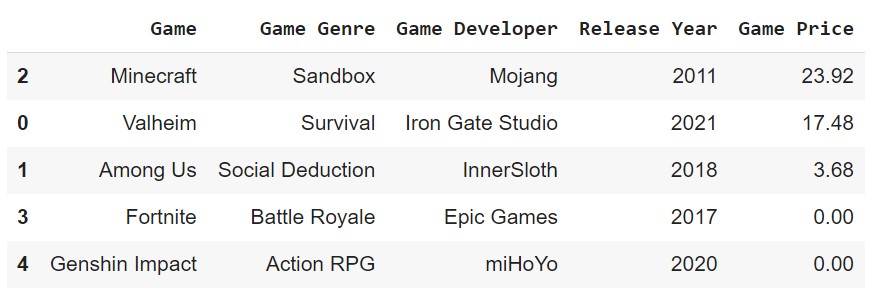 Game Game Genre Game Developer Release Year Game Price
2 Minecraft Sandbox Mojang 2011 23.92
0 Valheim Survival Iron Gate Studio 2021 17.48
1 Among Us Social Deduction InnerSloth 2018 3.68
3 Fortnite Battle Royale Epic Games 2017 0.00
4 Genshin Impact Action RPG miHoYo 2020 0.00